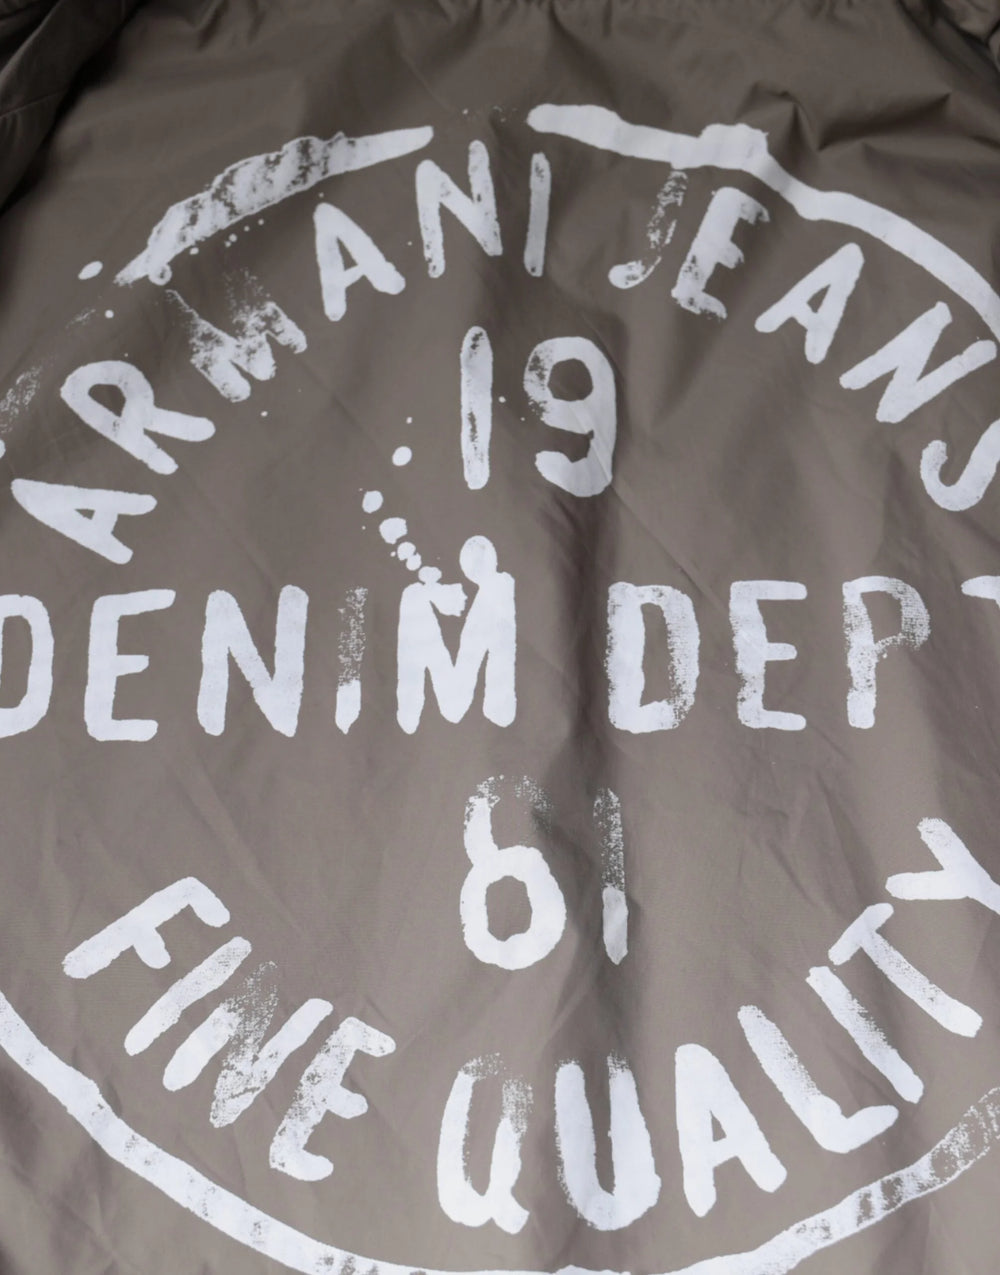 ARMANI JEANS
19
DENIM DEPT
61
FINE QUALITY